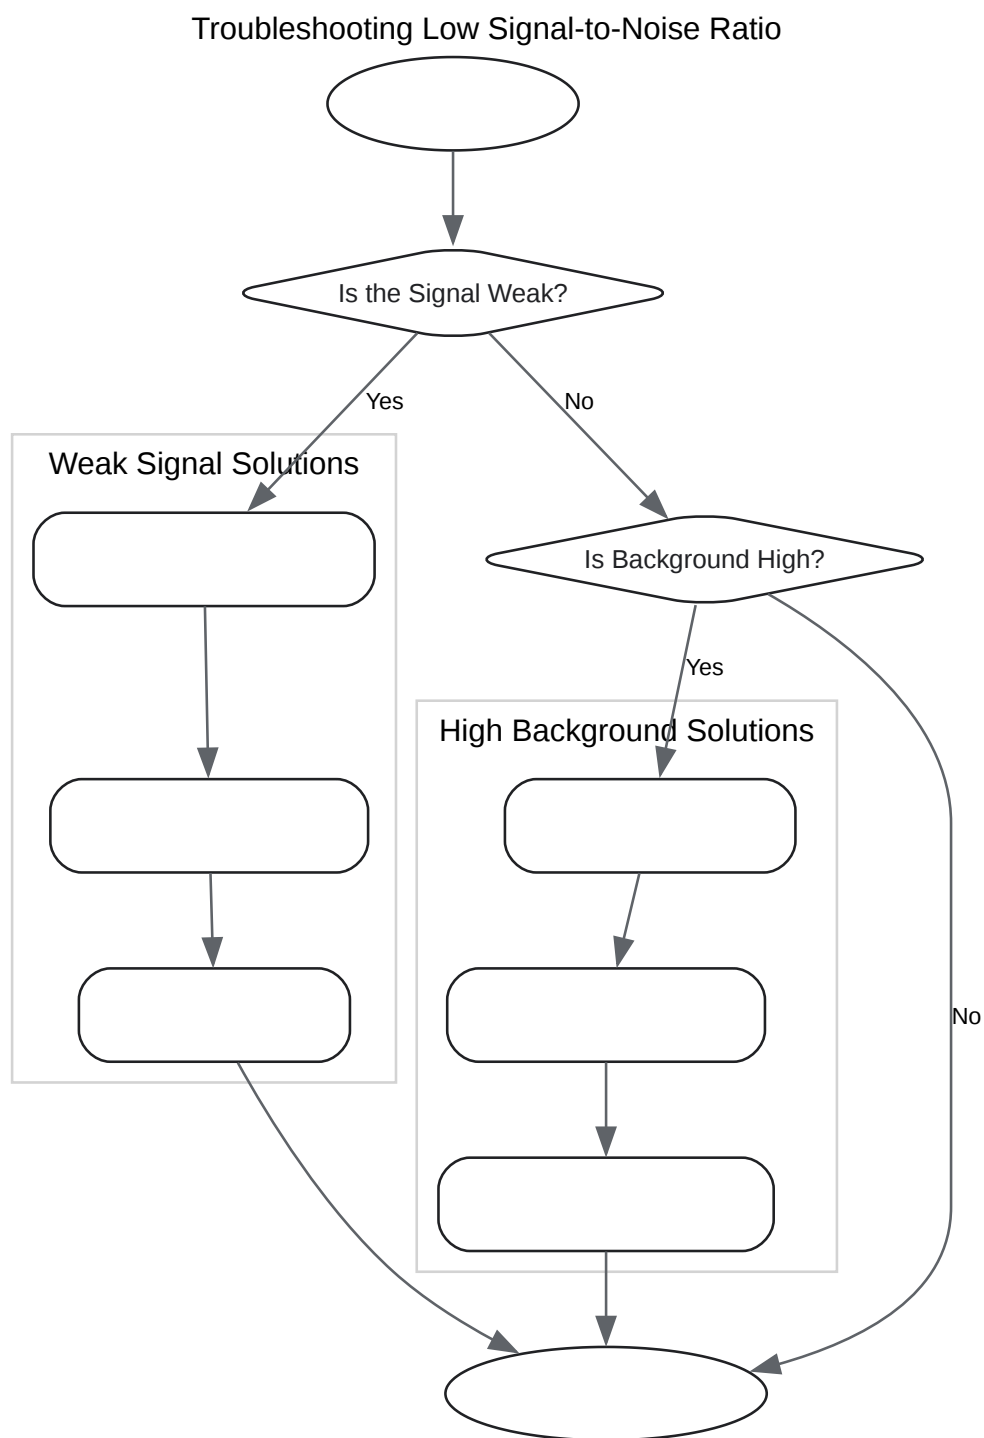 Troubleshooting Low Signal-to-Noise Ratio
Is the Signal Weak?
Yes
No
Weak Signal Solutions
Is Background High?
Yes
High Background Solutions
No